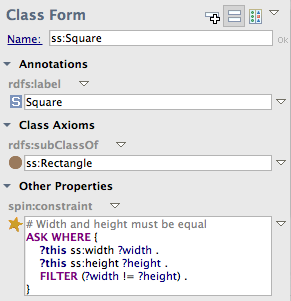 Class Form
Name: ss:Square Ok
Annotations
rdfs:label
S Square
Class Axioms
rdfs:subClassOf
ss:Rectangle
Other Properties
spin:constraint
# Width and height must be equal
ASK WHERE {
?this ss:width ?width .
?this ss:height ?height .
FILTER (?width != ?height) .
}